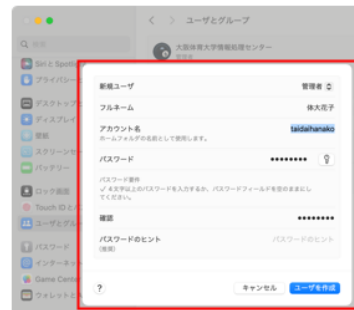 ユーザとグループ
検索
大阪体育大学情報処理センター
管理者
Siri と Spotli
プライバシー
デスクトップ
ディスプレイ
壁紙
スクリーンセ
バッテリー
ロック画面
Touch ID とパ
ユーザとグル
パスワード
インターネッ
Game Cente
ウォレットと
新規ユーザ
管理者
フルネーム
体大花子
アカウント名
taidaihanako
ホームフォルダの名前として使用します。
パスワード
パスワード要件
✓ 4文字以上のパスワードを入力するか、パスワードフィールドを空のままにし
てください。
確認
パスワードのヒント
パスワードのヒント
(推奨)
?
キャンセル
ユーザを作成